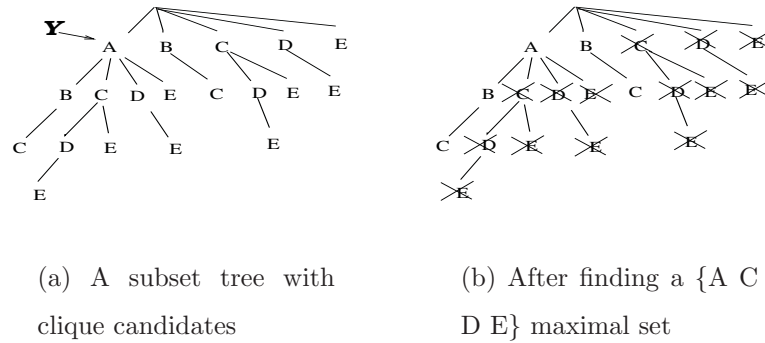 Y
A B C D E
B C D E C D E E
C D E E E
E
A B C D E
B C D E C D E E
C D E E E
E
(a) A subset tree with
clique candidates
(b) After finding a {A C
D E} maximal set